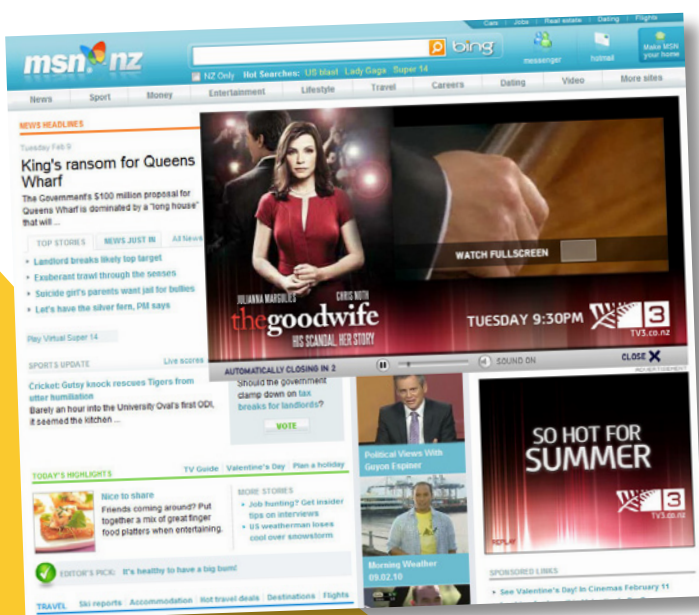 Cars | Jobs | Real estate | Dating | Flights
msn nz
bing
messenger
hotmail
Make MSN
your home
NZ Only Hot Searches: US blast Lady Gaga Super 14
News Sport Money Entertainment Lifestyle Travel Careers Dating Video More sites
NEWS HEADLINES
Tuesday Feb 9
King's ransom for Queens
Wharf
The Government's $100 million proposal for
Queens Wharf is dominated by a "long house"
that will ...
TOP STORIES NEWS JUST IN All News
Landlord breaks likely top target
Exuberant trawl through the senses
Suicide girl's parents want jail for bullies
Let's have the silver fern, PM says
Play Virtual Super 14
WATCH FULLSCREEN
JULIANNA MARGULIES CHRIS NOTH
thegoodwife
HIS SCANDAL, HER STORY
TUESDAY 9:30PM
3
TV3.co.nz
AUTOMATICALLY CLOSING IN 2
SOUND ON
CLOSE X
ADVERTISEMENT
SPORTS UPDATE Live scores
Cricket: Gutsy knock rescues Tigers from
utter humiliation
Barely an hour into the University Oval's first ODI,
it seemed the kitchen ...
Should the government
clamp down on tax
breaks for landlords?
VOTE
Political Views With
Guyon Espiner
Morning Weather
09.02.10
SO HOT FOR
SUMMER
3
TV3.co.nz
REPLAY
TODAY'S HIGHLIGHTS TV Guide Valentine's Day Plan a holiday
Nice to share
Friends coming around? Put
together a mix of great finger
food platters when entertaining.
MORE STORIES
Job hunting? Get insider
tips on interviews
US weatherman loses
cool over snowstorm
EDITOR'S PICK: It's healthy to have a big bum!
TRAVEL Ski reports Accommodation Hot travel deals Destinations Flights
SPONSORED LINKS
See Valentine's Day! In Cinemas February 11